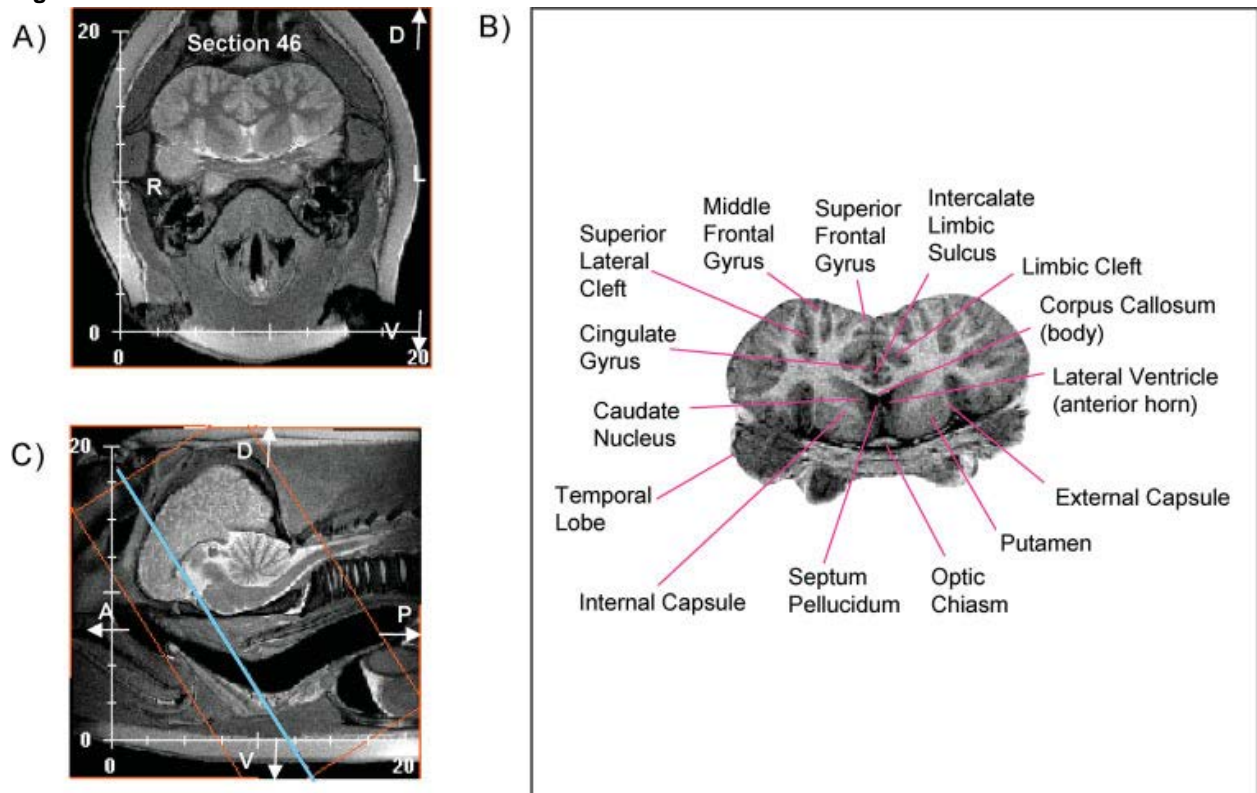 A)
20
Section 46
D
R
L
V
0
0
20
B)
Superior
Lateral
Cleft
Middle
Frontal
Gyrus
Superior
Frontal
Gyrus
Intercalate
Limbic
Sulcus
Limbic Cleft
Corpus Callosum
(body)
Cingulate
Gyrus
Lateral Ventricle
(anterior horn)
Caudate
Nucleus
Temporal
Lobe
External Capsule
Putamen
Internal Capsule
Septum
Pellucidum
Optic
Chiasm
C)
20
D
A
P
0
V
0
20